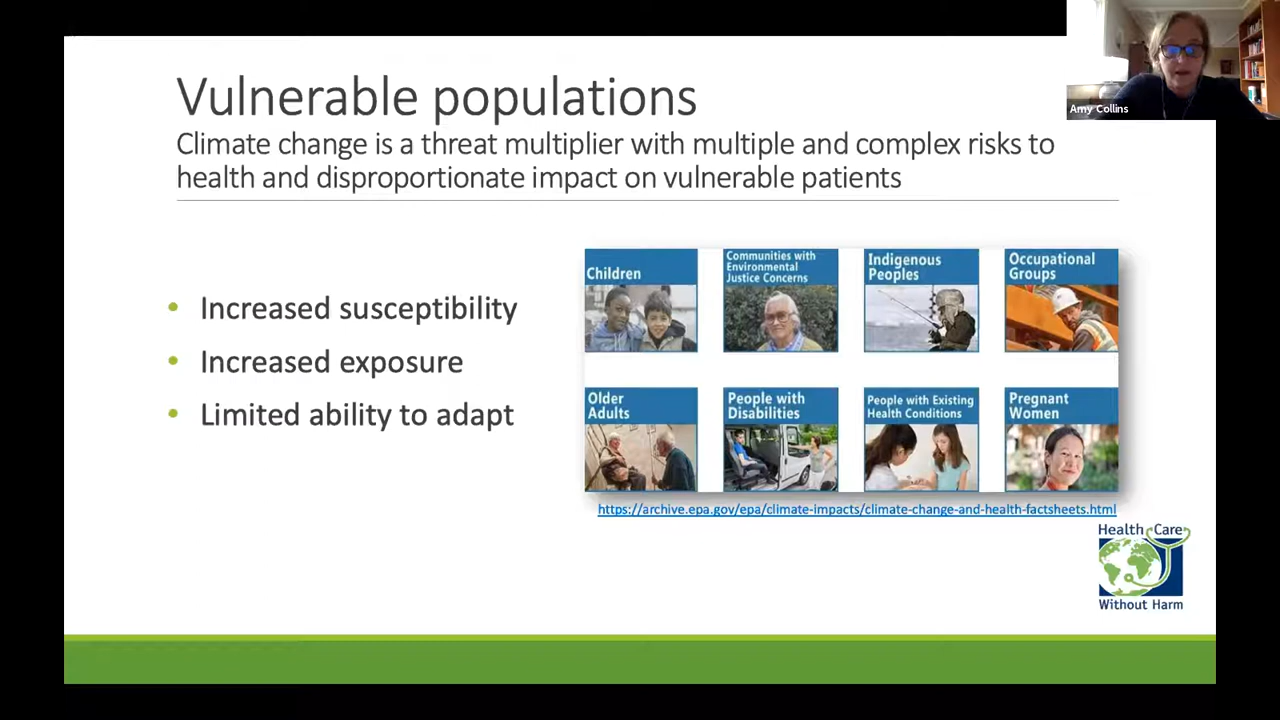 Vulnerable populations
Climate change is a threat multiplier with multiple and complex risks to
health and disproportionate impact on vulnerable patients
Amy Collins
• Increased susceptibility
• Increased exposure
• Limited ability to adapt
Children
Communities with
Environmental
Justice Concerns
Indigenous
Peoples
Occupational
Groups
Older
Adults
People with
Disabilities
People with Existing
Health Conditions
Pregnant
Women
https://archive.epa.gov/epa/climate-impacts/climate-change-and-health-factsheets.html
Health Care
Without Harm